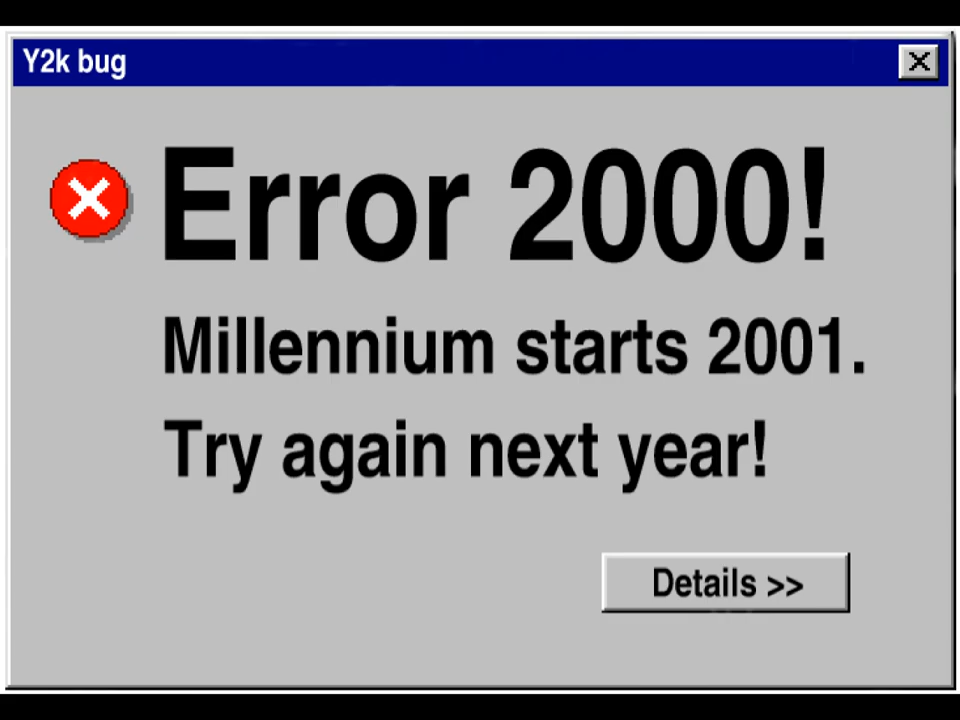 Y2k bug
Error 2000!
Millennium starts 2001.
Try again next year!
Details >>